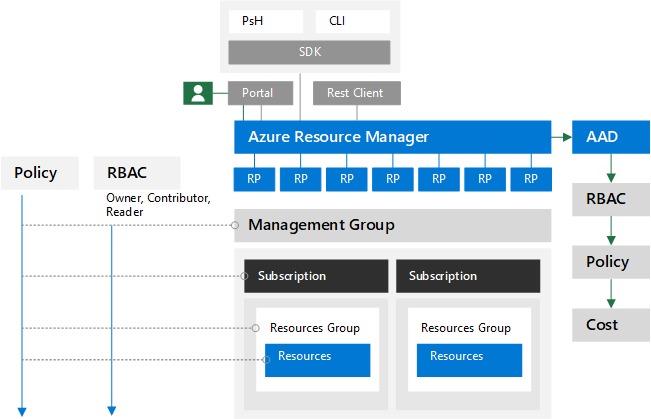 PsH
CLI
SDK
Portal
Rest Client
Azure Resource Manager
AAD
Policy
RBAC
Owner, Contributor,
Reader
RP
RP
RP
RP
RP
RP
RP
RBAC
Management Group
Policy
Subscription
Subscription
Cost
Resources Group
Resources Group
Resources
Resources